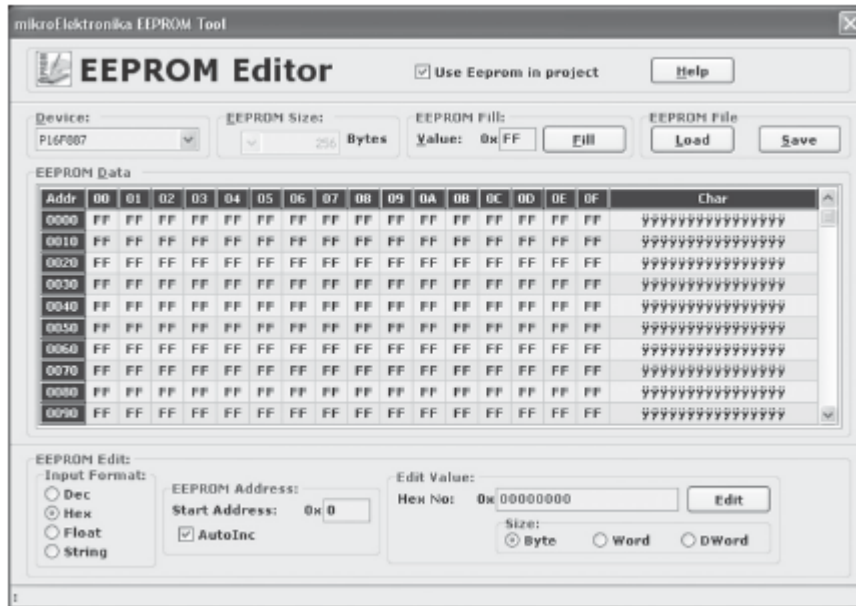 mikroElektronika EEPROM Tool
EEPROM Editor
Use Eeprom in project
Help
Device:
EEPROM Size:
EEPROM Fill:
EEPROM File
P16F887
256 Bytes
Value: 0x FF
Fill
Load
Save
EEPROM Data
Addr 00 01 02 03 04 05 06 07 08 09 0A 0B 0C 0D 0E 0F Char
0000 FF FF FF FF FF FF FF FF FF FF FF FF FF FF FF FF ÿÿÿÿÿÿÿÿÿÿÿÿÿÿÿÿ
0010 FF FF FF FF FF FF FF FF FF FF FF FF FF FF FF FF ÿÿÿÿÿÿÿÿÿÿÿÿÿÿÿÿ
0020 FF FF FF FF FF FF FF FF FF FF FF FF FF FF FF FF ÿÿÿÿÿÿÿÿÿÿÿÿÿÿÿÿ
0030 FF FF FF FF FF FF FF FF FF FF FF FF FF FF FF FF ÿÿÿÿÿÿÿÿÿÿÿÿÿÿÿÿ
0040 FF FF FF FF FF FF FF FF FF FF FF FF FF FF FF FF ÿÿÿÿÿÿÿÿÿÿÿÿÿÿÿÿ
0050 FF FF FF FF FF FF FF FF FF FF FF FF FF FF FF FF ÿÿÿÿÿÿÿÿÿÿÿÿÿÿÿÿ
0060 FF FF FF FF FF FF FF FF FF FF FF FF FF FF FF FF ÿÿÿÿÿÿÿÿÿÿÿÿÿÿÿÿ
0070 FF FF FF FF FF FF FF FF FF FF FF FF FF FF FF FF ÿÿÿÿÿÿÿÿÿÿÿÿÿÿÿÿ
0080 FF FF FF FF FF FF FF FF FF FF FF FF FF FF FF FF ÿÿÿÿÿÿÿÿÿÿÿÿÿÿÿÿ
0090 FF FF FF FF FF FF FF FF FF FF FF FF FF FF FF FF ÿÿÿÿÿÿÿÿÿÿÿÿÿÿÿÿ
EEPROM Edit:
Input Format:
Dec
Hex
Float
String
EEPROM Address:
Start Address: 0x 0
AutoInc
Edit Value:
Hex No: 0x 00000000
Edit
Size:
Byte
Word
DWord
: